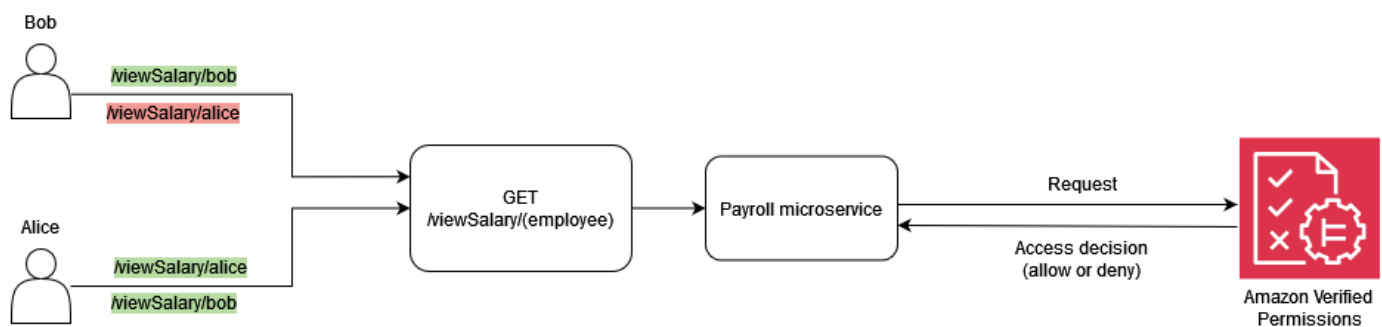 Bob
/viewSalary/bob
/viewSalary/alice
Alice
/viewSalary/alice
/viewSalary/bob
GET
/viewSalary/(employee)
Payroll microservice
Request
Access decision
(allow or deny)
Amazon Verified
Permissions